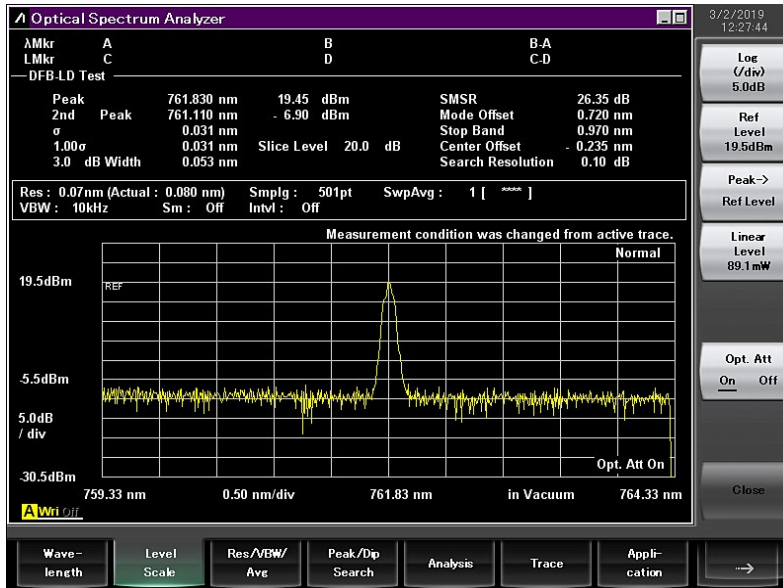 Optical Spectrum Analyzer
3/2/2019
12:27:44
λMkr A B B-A
LMkr C D C-D
DFB-LD Test
Peak 761.830 nm 19.45 dBm SMSR 26.35 dB
2nd Peak 761.110 nm - 6.90 dBm Mode Offset 0.720 nm
σ 0.031 nm Stop Band 0.970 nm
1.00σ 0.031 nm Slice Level 20.0 dB Center Offset - 0.235 nm
3.0 dB Width 0.053 nm Search Resolution 0.10 dB
Res : 0.07nm (Actual : 0.080 nm) Smplg : 501pt SwpAvg : 1 [ **** ]
VBW : 10kHz Sm : Off Intvl : Off
Measurement condition was changed from active trace.
Normal
19.5dBm
REF
-5.5dBm
5.0dB
/ div
Opt. Att On
-30.5dBm
759.33 nm 0.50 nm/div 761.83 nm in Vacuum 764.33 nm
A Wri Off
Log
(/div)
5.0dB
Ref
Level
19.5dBm
Peak->
Ref Level
Linear
Level
89.1mW
Opt. Att
On Off
Close
Wave-
length
Level
Scale
Res/VBW/
Avg
Peak/Dip
Search
Analysis
Trace
Appli-
cation